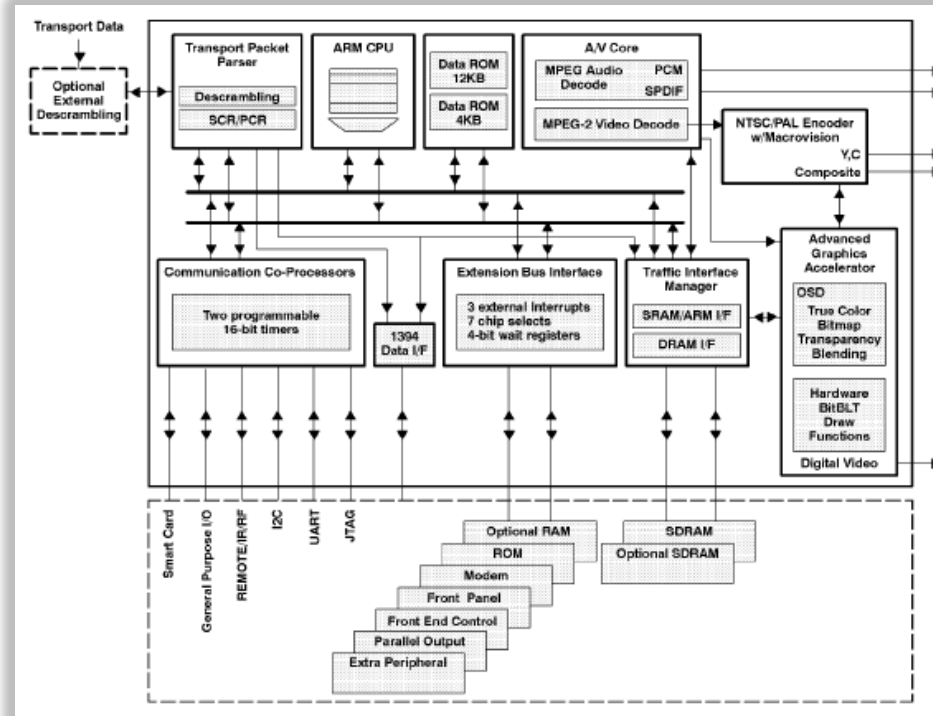 Transport Data
Optional
External
Descrambling
Transport Packet
Parser
Descrambling
SCR/PCR
ARM CPU
Data ROM
12KB
Data ROM
4KB
A/V Core
MPEG Audio
Decode
PCM
SPDIF
MPEG-2 Video Decode
NTSC/PAL Encoder
w/Macrovision
Y,C
Composite
Communication Co-Processors
Two programmable
16-bit timers
1394
Data I/F
Extension Bus Interface
3 external Interrupts
7 chip selects
4-bit wait registers
Traffic Interface
Manager
SRAM/ARM I/F
DRAM I/F
Advanced
Graphics
Accelerator
OSD
True Color
Bitmap
Transparency
Blending
Hardware
BitBLT
Draw
Functions
Digital Video
Smart Card
General Purpose I/O
REMOTE/IR/RF
I2C
UART
JTAG
Optional RAM
ROM
Modem
Front Panel
Front End Control
Parallel Output
Extra Peripheral
SDRAM
Optional SDRAM